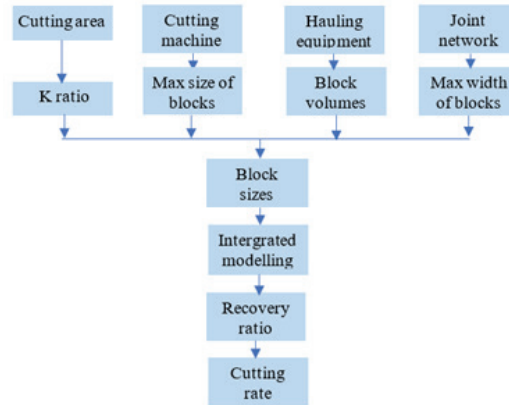 Cutting area
Cutting
machine
Hauling
equipment
Joint
network
K ratio
Max size of
blocks
Block
volumes
Max width
of blocks
Block
sizes
Intergrated
modelling
Recovery
ratio
Cutting
rate